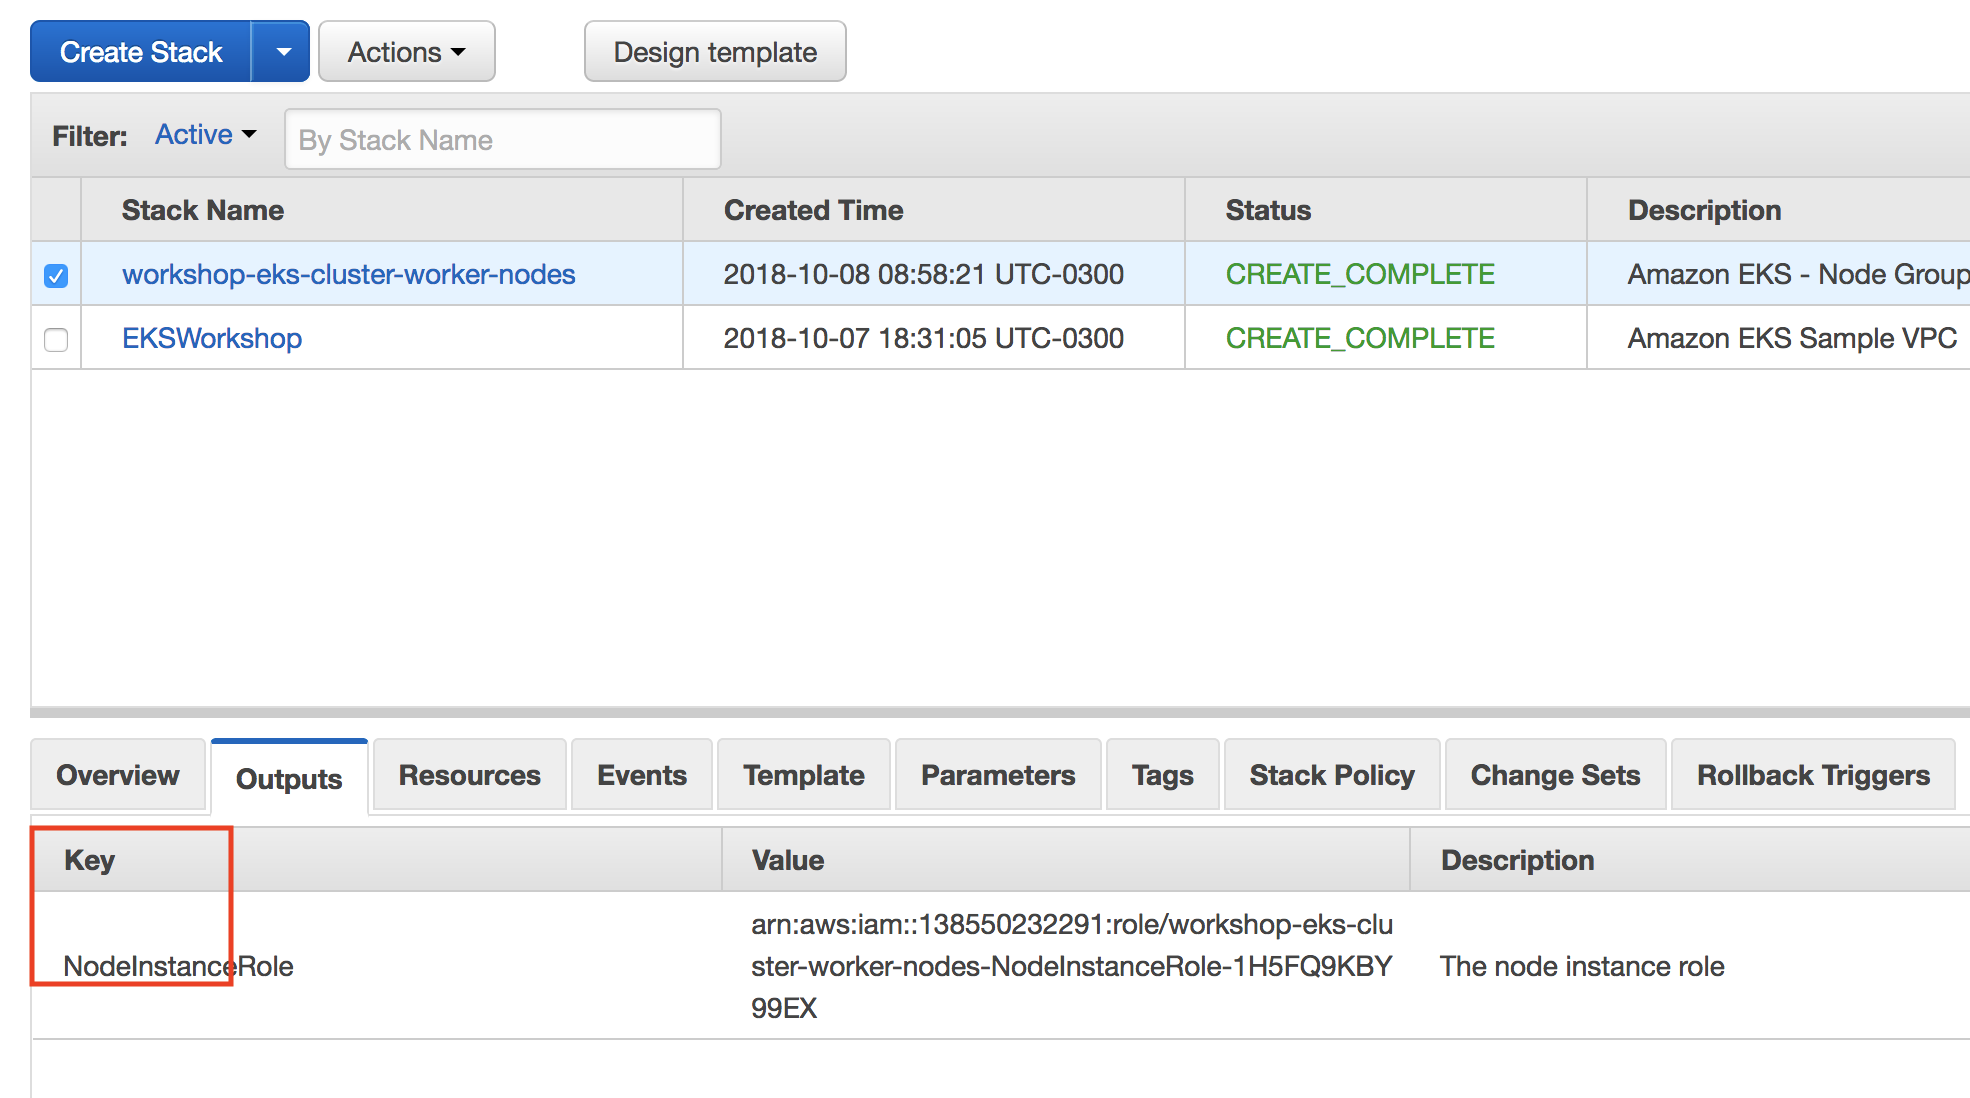 Create Stack
Actions
Design template
Filter: Active By Stack Name
Stack Name Created Time Status Description
workshop-eks-cluster-worker-nodes 2018-10-08 08:58:21 UTC-0300 CREATE_COMPLETE Amazon EKS - Node Group
EKSWorkshop 2018-10-07 18:31:05 UTC-0300 CREATE_COMPLETE Amazon EKS Sample VPC
Overview Outputs Resources Events Template Parameters Tags Stack Policy Change Sets Rollback Triggers
Key Value Description
NodeInstanceRole
arn:aws:iam::138550232291:role/workshop-eks-clu
ster-worker-nodes-NodeInstanceRole-1H5FQ9KBY
99EX
The node instance role